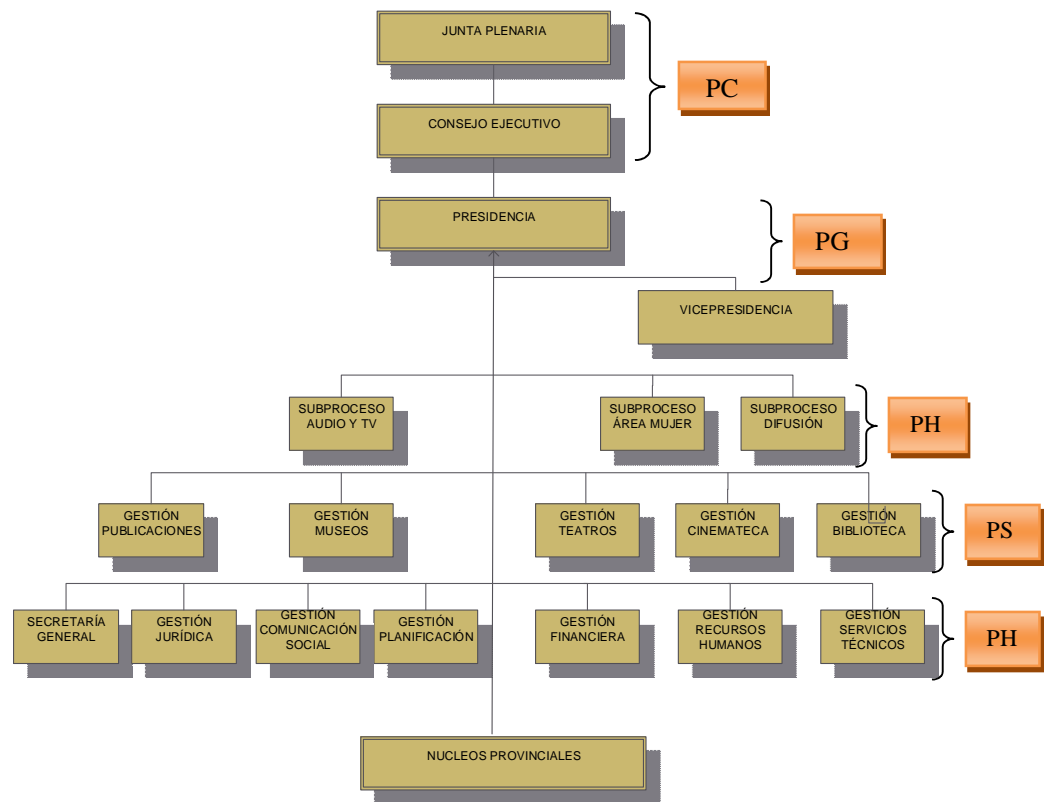 JUNTA PLENARIA
PC
CONSEJO EJECUTIVO
PRESIDENCIA
PG
VICEPRESIDENCIA
SUBPROCESO
AUDIO Y TV
SUBPROCESO
ÁREA MUJER
SUBPROCESO
DIFUSIÓN
PH
GESTIÓN
PUBLICACIONES
GESTIÓN
MUSEOS
GESTIÓN
TEATROS
GESTIÓN
CINEMATECA
GESTIÓN
BIBLIOTECA
PS
SECRETARÍA
GENERAL
GESTIÓN
JURÍDICA
GESTIÓN
COMUNICACIÓN
SOCIAL
GESTIÓN
PLANIFICACIÓN
GESTIÓN
FINANCIERA
GESTIÓN
RECURSOS
HUMANOS
GESTIÓN
SERVICIOS
TÉCNICOS
PH
NUCLEOS PROVINCIALES